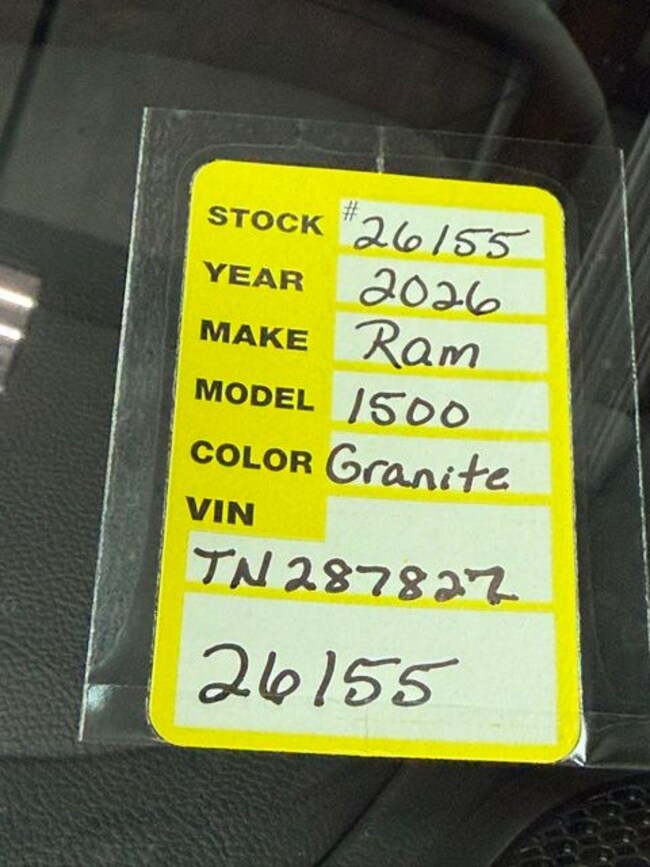 STOCK #26155
YEAR 2026
MAKE Ram
MODEL 1500
COLOR Granite
VIN
TN287827
26155